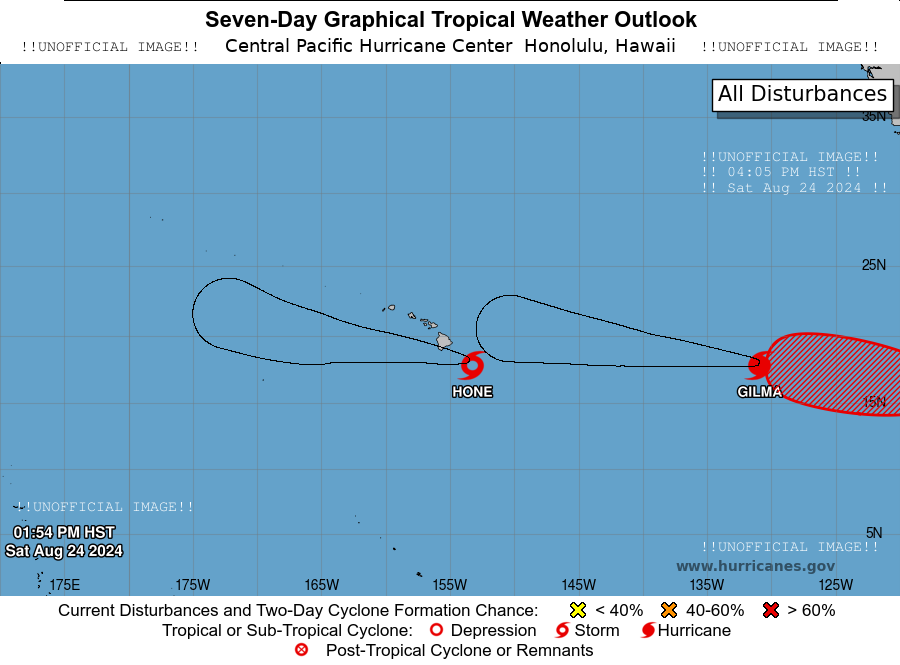 Seven-Day Graphical Tropical Weather Outlook
!!UNOFFICIAL IMAGE!! Central Pacific Hurricane Center Honolulu, Hawaii !!UNOFFICIAL IMAGE!!
All Disturbances
35N
!!UNOFFICIAL IMAGE!!
!! 04:05 PM HST !!
!! Sat Aug 24 2024 !!
25N
HONE
GILMA
15N
!!UNOFFICIAL IMAGE!!
01:54 PM HST
Sat Aug 24 2024
5N
!!UNOFFICIAL IMAGE!!
www.hurricanes.gov
175E 175W 165W 155W 145W 135W 125W
Current Disturbances and Two-Day Cyclone Formation Chance: < 40% 40-60% > 60%
Tropical or Sub-Tropical Cyclone: Depression Storm Hurricane
Post-Tropical Cyclone or Remnants